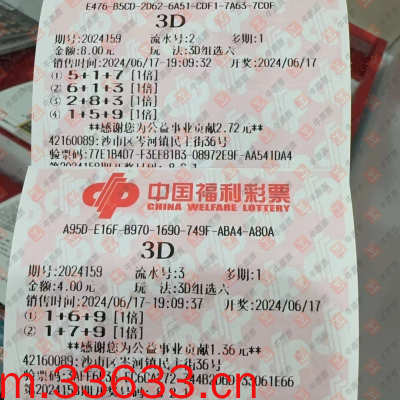 E476-B5CD-2D62-6A51-CDF1-7A63-7C0F
3D
期号:2024159 流水号:2 多期:1
金额:8.00元 玩 法:3D组选六
销售时间:2024/06/17-19:09:32 开奖:2024/06/17
① 5+1+7 [1倍]
② 6+1+3 [1倍]
③ 2+8+3 [1倍]
④ 1+5+9 [1倍]
**感谢您为公益事业贡献2.72元**
42160089:沙市区岑河镇民主街36号
验票码:77E1B407-F3EFB1B3-08972E9F-AA541DA4
中国福利彩票
CHINA WELFARE LOTTERY
A95D-E16F-B970-1690-749F-ABA4-A80A
3D
期号:2024159 流水号:3 多期:1
金额:4.00元 玩 法:3D组选六
销售时间:2024/06/17-19:09:37 开奖:2024/06/17
① 1+6+9 [1倍]
② 1+7+9 [1倍]
**感谢您为公益事业贡献1.36元**
42160089:沙市区岑河镇民主街36号
m.33633.cn